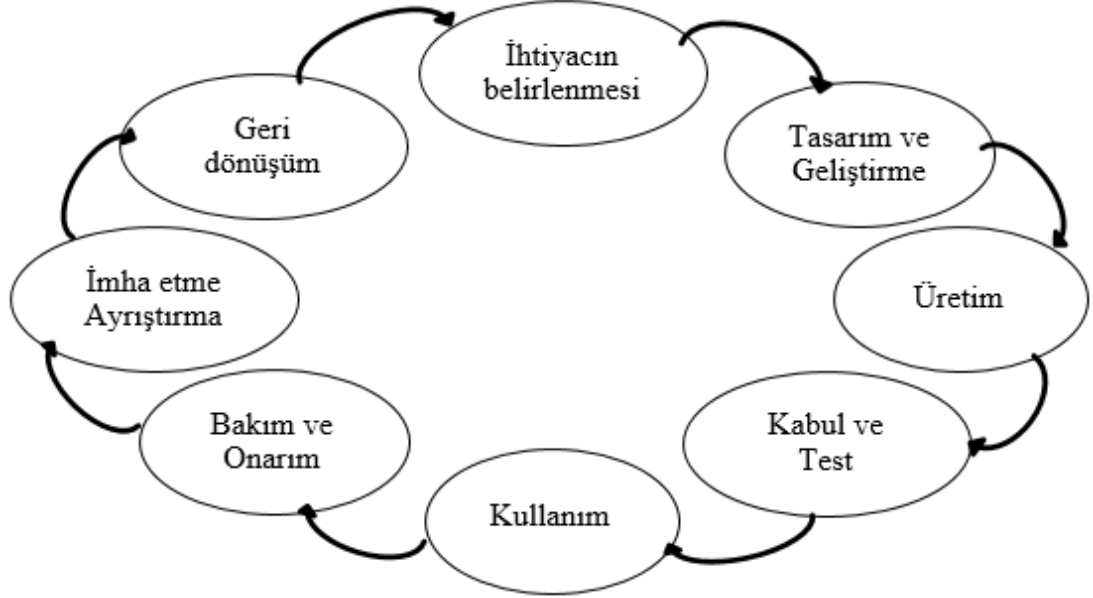 İhtiyacın
belirlenmesi
Tasarım ve
Geliştirme
Üretim
Kabul ve
Test
Kullanım
Bakım ve
Onarım
İmha etme
Ayrıştırma
Geri
dönüşüm